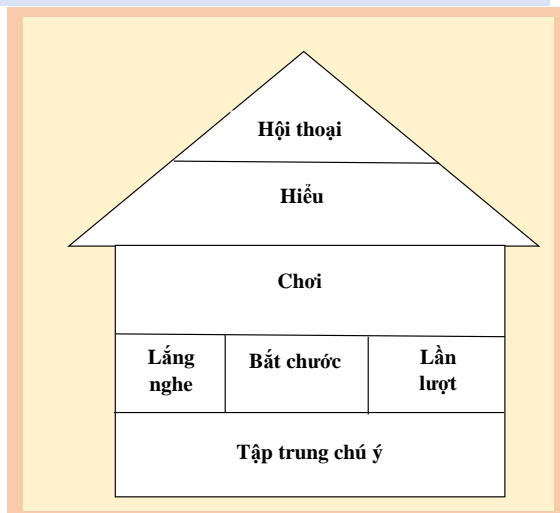 Hội thoại
Hiểu
Chơi
Lắng
nghe
Bắt chước
Lần
lượt
Tập trung chú ý